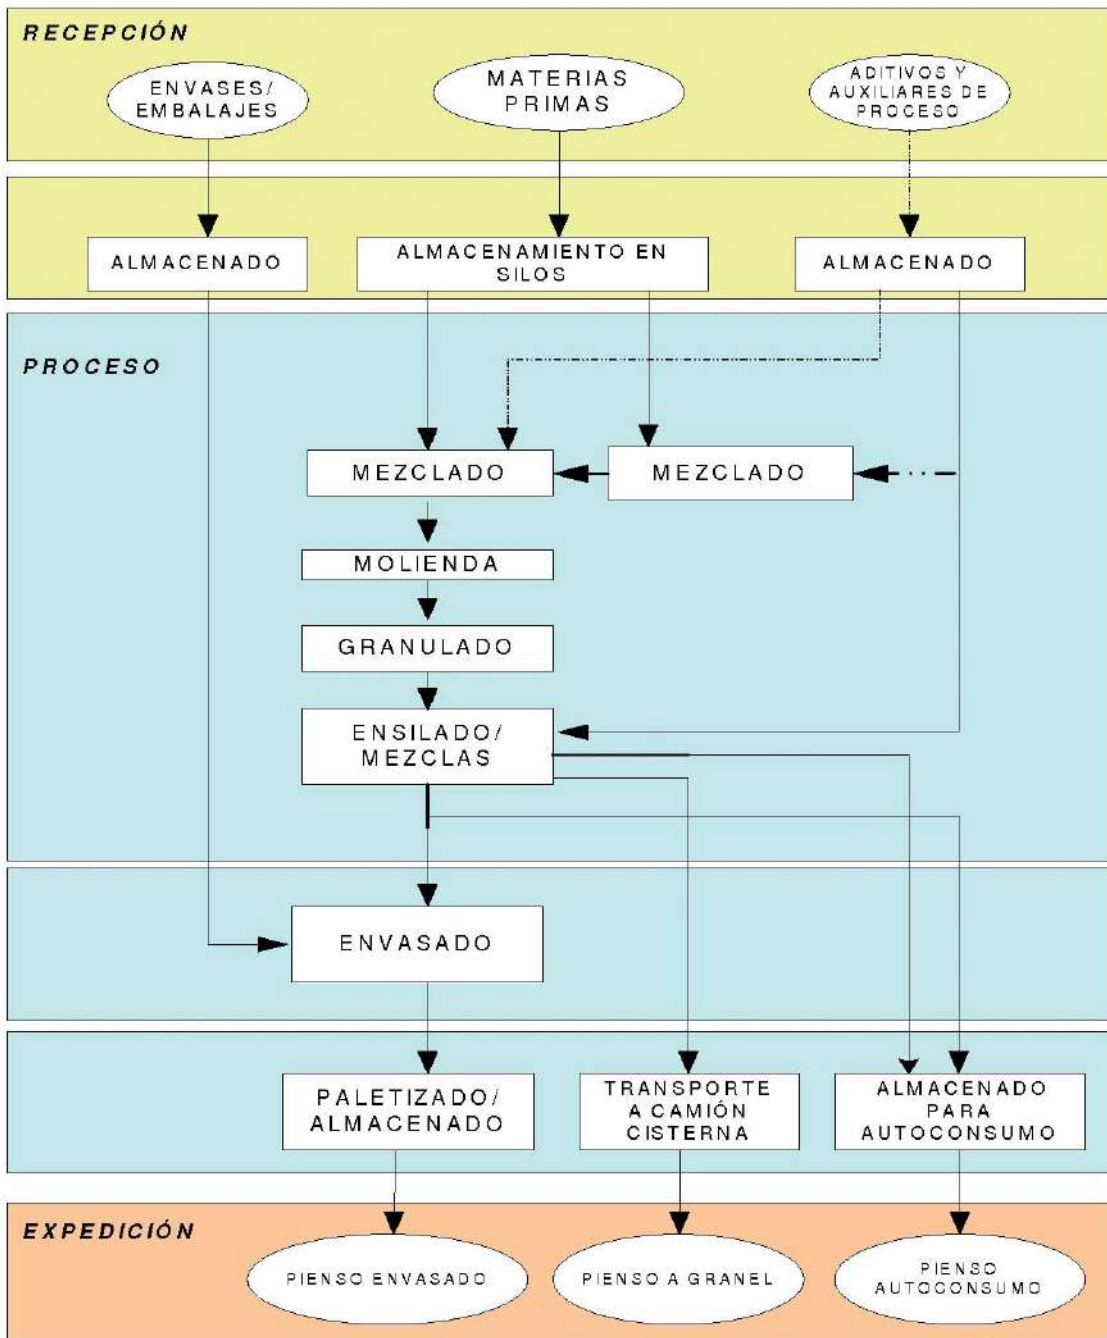 RECEPCIÓN
ENVASES/
EMBALAJES
MATERIAS
PRIMAS
ADITIVOS Y
AUXILIARES DE
PROCESO
ALMACENADO
ALMACENAMIENTO EN
SILOS
ALMACENADO
PROCESO
MEZCLADO
MEZCLADO
MOLIENDA
GRANULADO
ENSILADO/
MEZCLAS
ENVASADO
PALETIZADO/
ALMACENADO
TRANSPORTE
A CAMIÓN
CISTERNA
ALMACENADO
PARA
AUTOCONSUMO
EXPEDICIÓN
PIENSO ENVASADO
PIENSO A GRANEL
PIENSO
AUTOCONSUMO